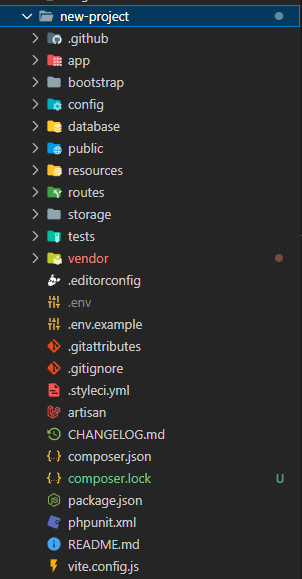 new-project
.github
app
bootstrap
config
database
public
resources
routes
storage
tests
vendor
.editorconfig
.env
.env.example
.gitattributes
.gitignore
.styleci.yml
artisan
CHANGELOG.md
composer.json
composer.lock U
package.json
phpunit.xml
README.md
vite.config.js